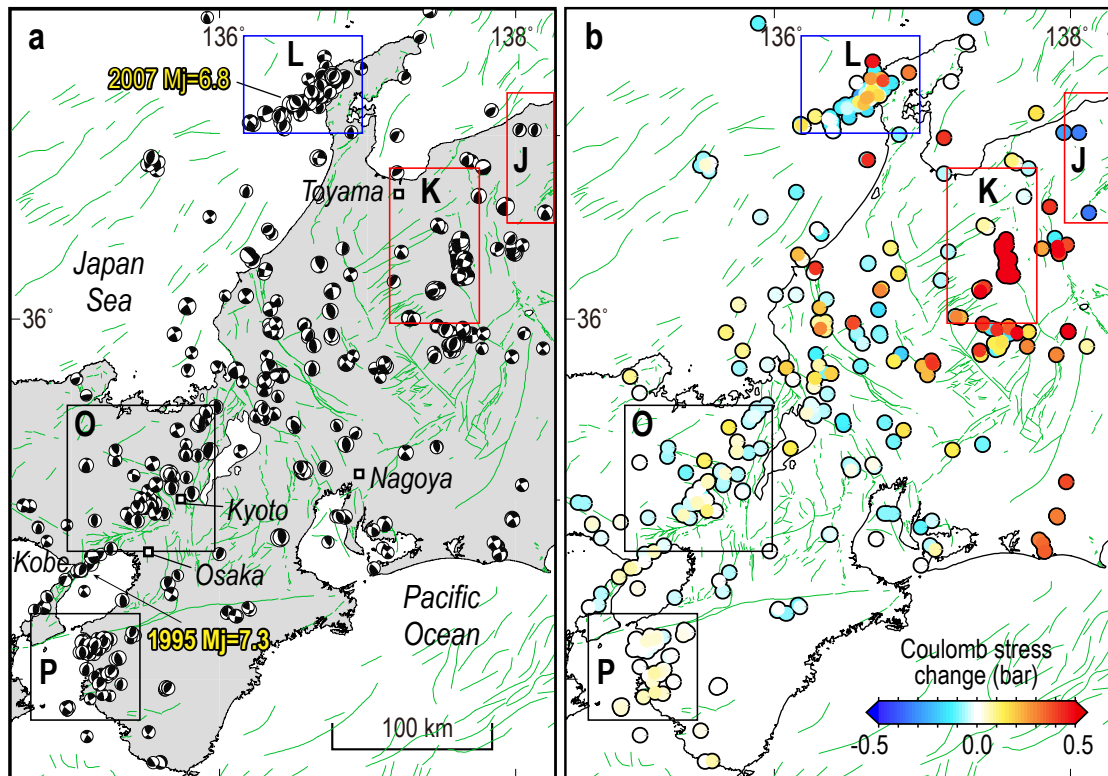 a
136°
138°
L
2007 Mj=6.8
J
K
Toyama
Japan
Sea
36°
O
Nagoya
Kyoto
Kobe
Osaka
Pacific
Ocean
1995 Mj=7.3
P
100 km
b
136°
138°
L
J
K
36°
O
P
Coulomb stress
change (bar)
-0.5
0.0
0.5